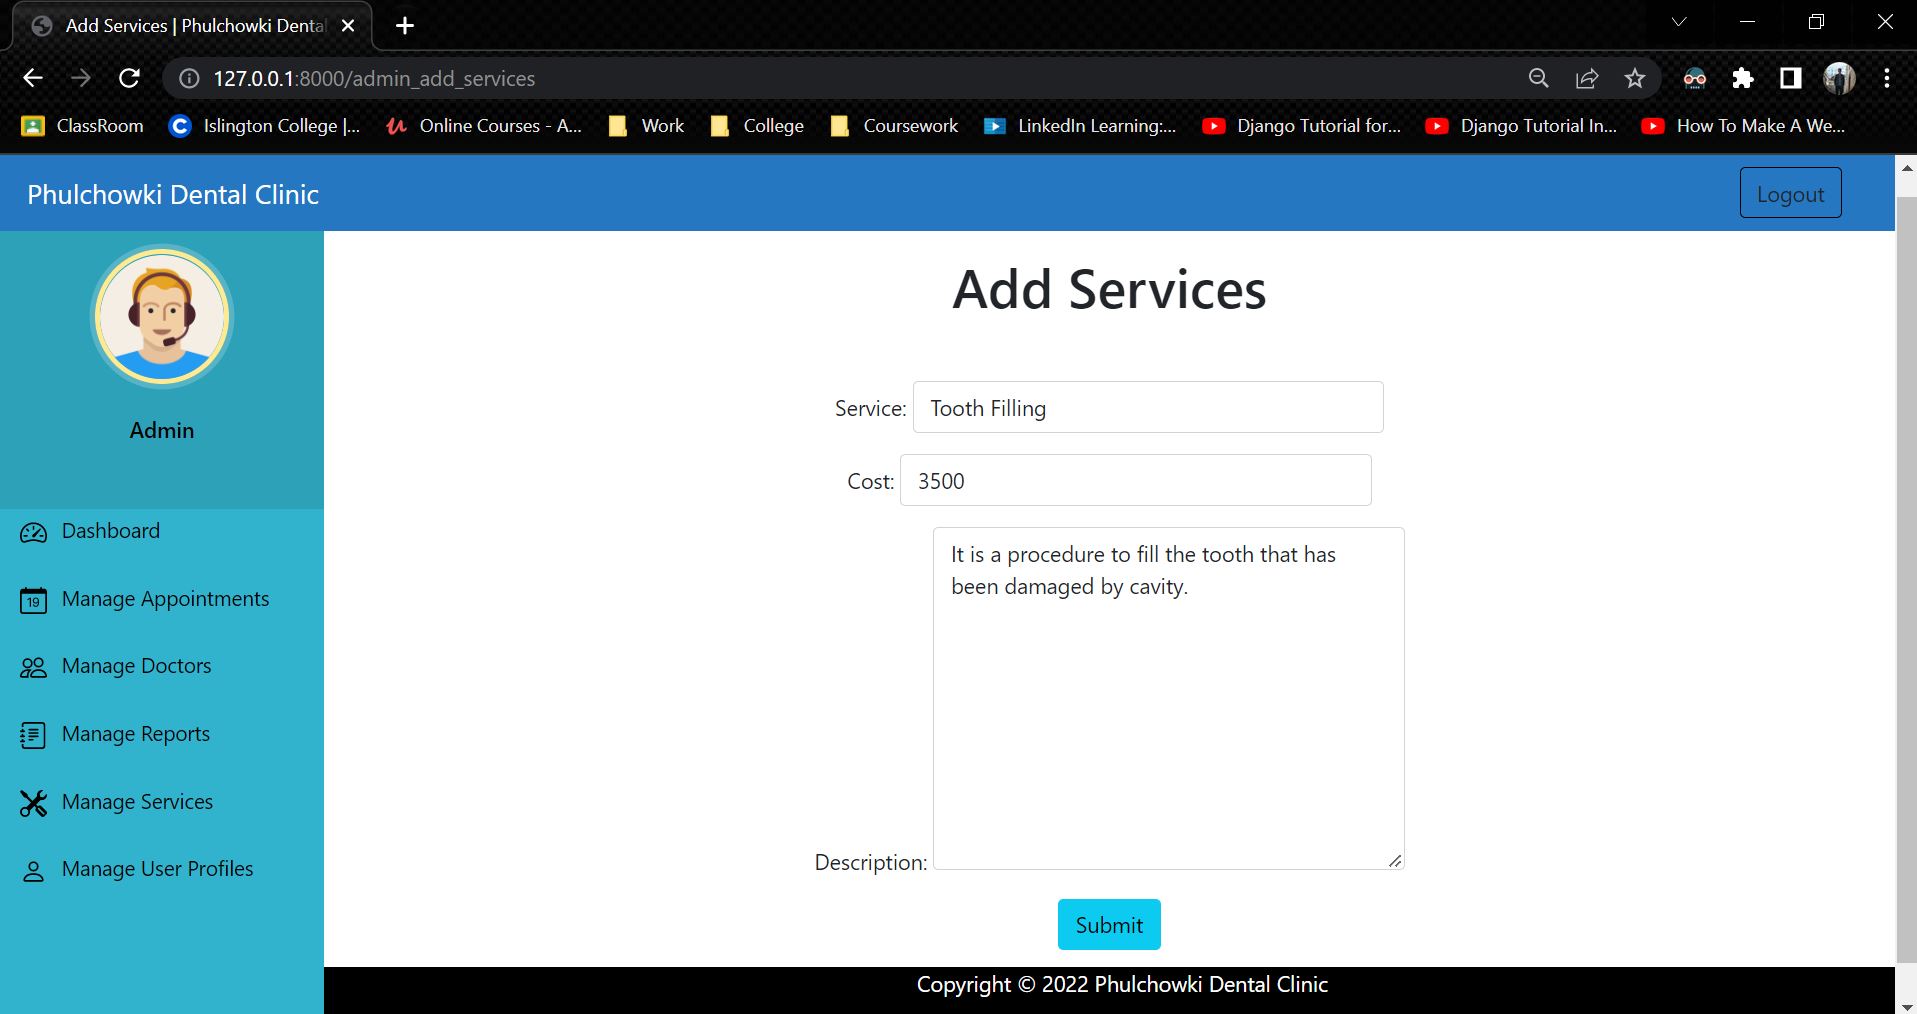 Add Services | Phulchowki Dental
127.0.0.1:8000/admin_add_services
ClassRoom
Islington College |...
Online Courses - A...
Work
College
Coursework
LinkedIn Learning:...
Django Tutorial for...
Django Tutorial In...
How To Make A We...
Phulchowki Dental Clinic
Logout
Admin
Dashboard
19
Manage Appointments
Manage Doctors
Manage Reports
Manage Services
Manage User Profiles
Add Services
Service: Tooth Filling
Cost: 3500
It is a procedure to fill the tooth that has
been damaged by cavity.
Description:
Submit
Copyright © 2022 Phulchowki Dental Clinic